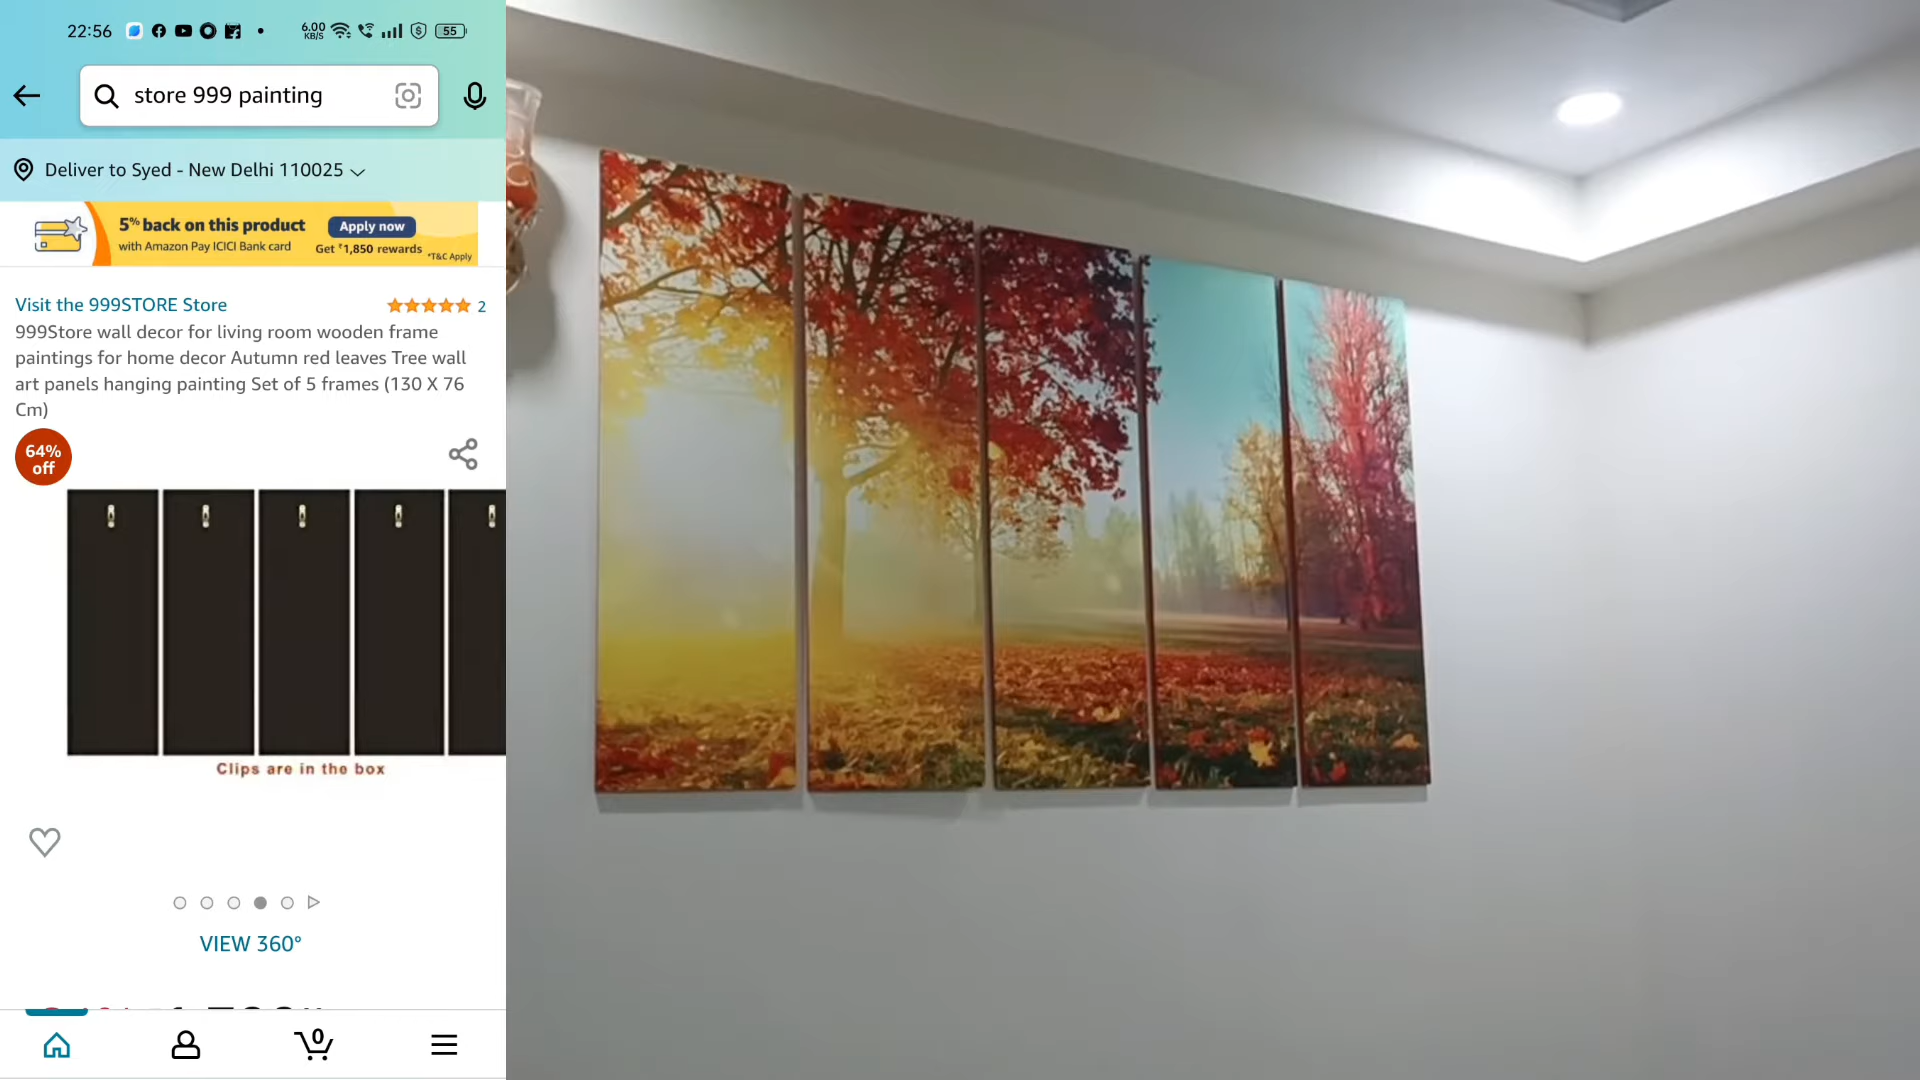 22:56
6.00
KB/S
55
store 999 painting
Deliver to Syed - New Delhi 110025
5% back on this product
with Amazon Pay ICICI Bank card
Apply now
Get ₹1,850 rewards
*T&C Apply
Visit the 999STORE Store
2
999Store wall decor for living room wooden frame
paintings for home decor Autumn red leaves Tree wall
art panels hanging painting Set of 5 frames (130 X 76
Cm)
64%
off
Clips are in the box
VIEW 360°
0